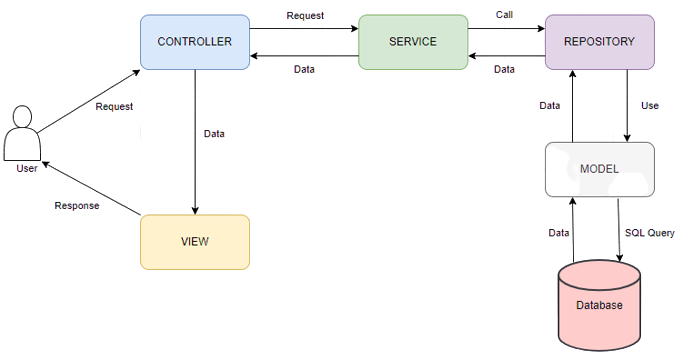 Request
Call
CONTROLLER
SERVICE
REPOSITORY
Data
Data
Request
Data
Data
Use
User
MODEL
Response
VIEW
Data
SQL Query
Database